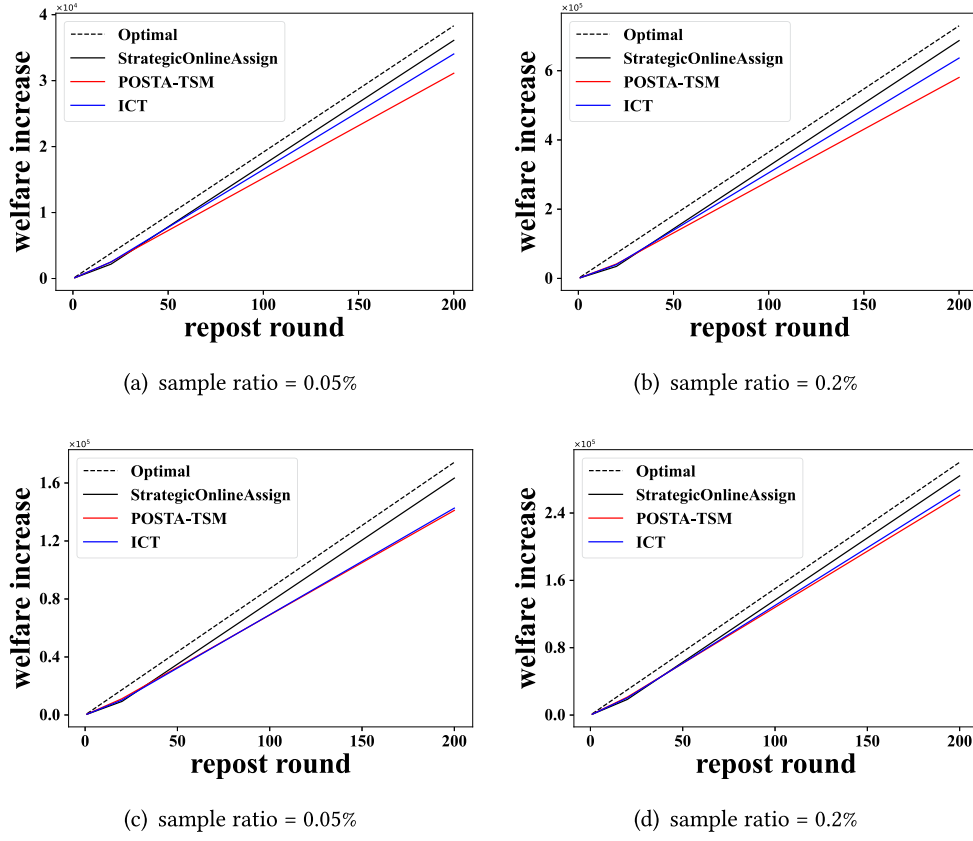 ×10⁴
4
3
2
1
0
welfare increase
Optimal
StrategicOnlineAssign
POSTA-TSM
ICT
0 50 100 150 200
repost round
(a) sample ratio = 0.05%
×10⁵
6
4
2
0
welfare increase
Optimal
StrategicOnlineAssign
POSTA-TSM
ICT
0 50 100 150 200
repost round
(b) sample ratio = 0.2%
×10⁵
1.6
1.2
0.8
0.4
0.0
welfare increase
Optimal
StrategicOnlineAssign
POSTA-TSM
ICT
0 50 100 150 200
repost round
(c) sample ratio = 0.05%
×10⁵
2.4
1.6
0.8
0.0
welfare increase
Optimal
StrategicOnlineAssign
POSTA-TSM
ICT
0 50 100 150 200
repost round
(d) sample ratio = 0.2%